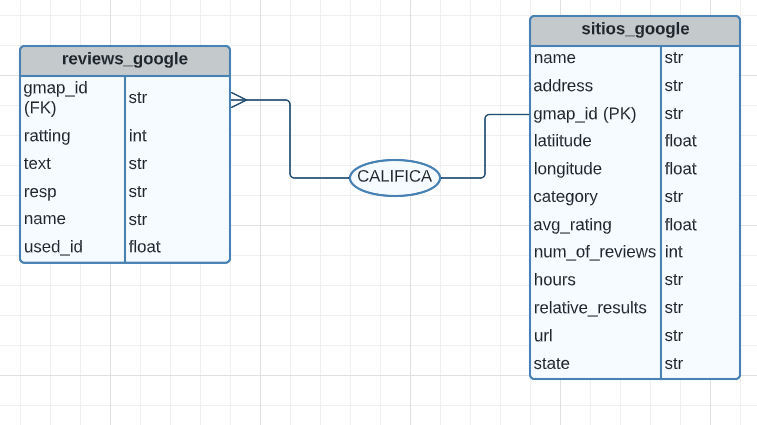 reviews_google
gmap_id
(FK)
str
ratting int
text str
resp str
name str
used_id float
CALIFICA
sitios_google
name str
address str
gmap_id (PK) str
latiitude float
longitude float
category str
avg_rating float
num_of_reviews int
hours str
relative_results str
url str
state str